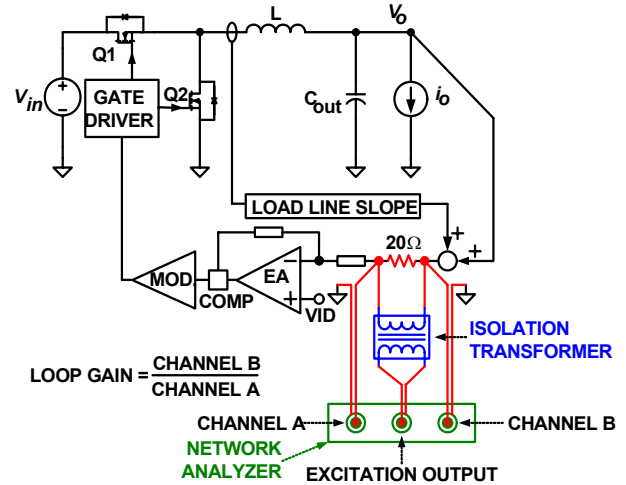 L
Vo
Q1
Vin
GATE
DRIVER
Q2
Cout
io
LOAD LINE SLOPE
+
+
20Ω
MOD
COMP
EA
−
+
VID
ISOLATION
TRANSFORMER
LOOP GAIN = CHANNEL B
CHANNEL A
CHANNEL A
CHANNEL B
NETWORK
ANALYZER
EXCITATION OUTPUT